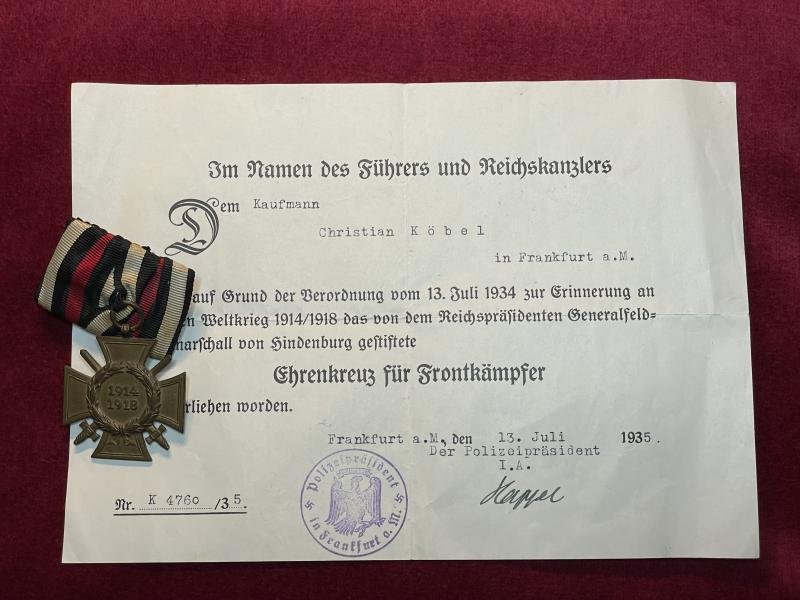 Im Namen des Führers und Reichskanzlers
Dem Kaufmann
Christian Köbel
in Frankfurt a.M.
auf Grund der Verordnung vom 13. Juli 1934 zur Erinnerung an
en Weltkrieg 1914/1918 das von dem Reichspräsidenten Generalfeld-
marschall von Hindenburg gestiftete
Ehrenkreuz für Frontkämpfer
rliehen worden.
Frankfurt a.M., den 13. Juli 1935.
Der Polizeipräsident
I.A.
Nr. K 4760 /35.
Polizeipräsident
in Frankfurt a. M.
1914
1918